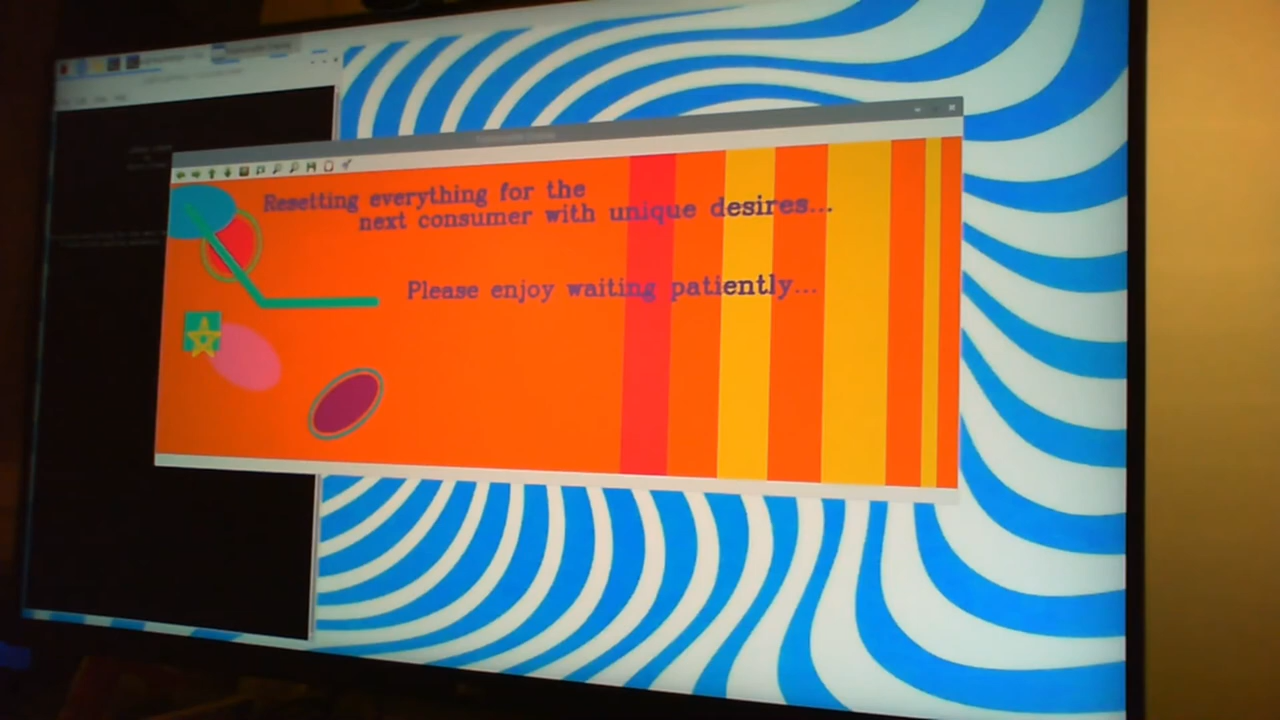 Resetting everything for the
next consumer with unique desires...
Please enjoy waiting patiently...